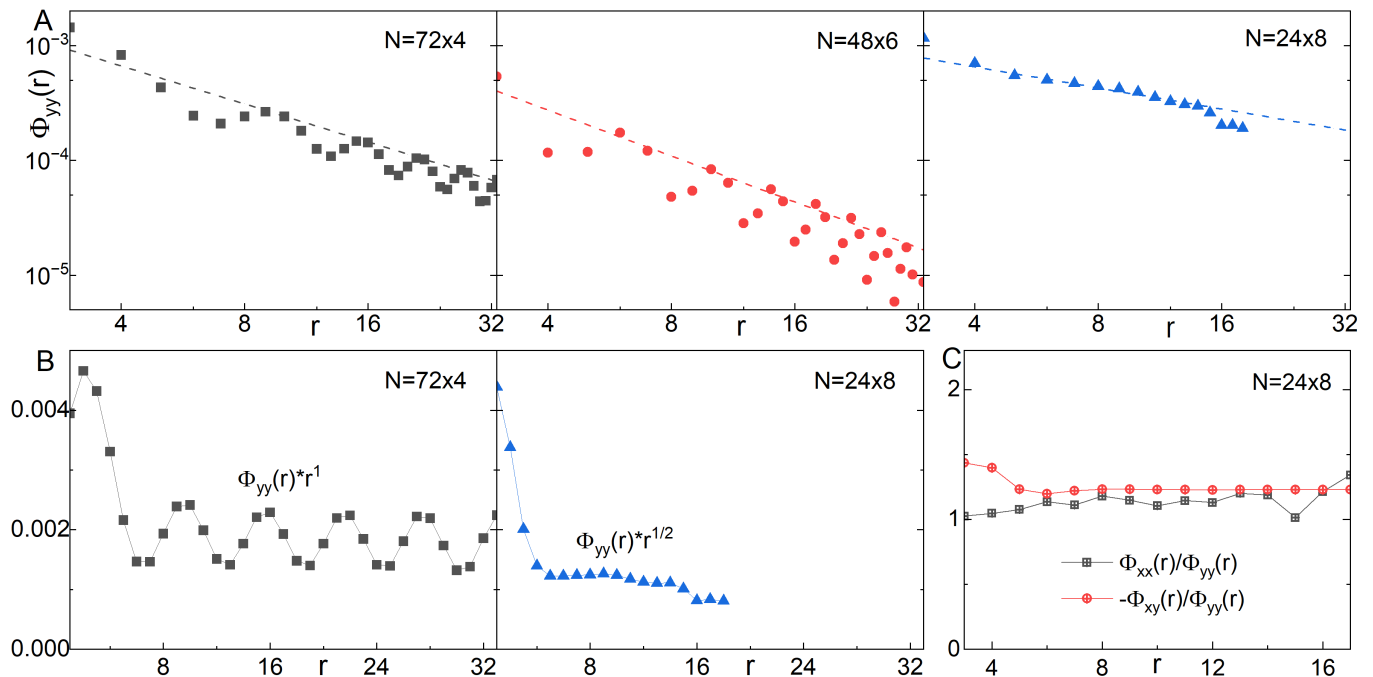 A
N=72x4
N=48x6
N=24x8
Φyy(r)
10⁻³
10⁻⁴
10⁻⁵
4 8 16 32
r
4 8 16 32
r
4 8 16 32
r
B
N=72x4
N=24x8
0.004
0.002
0.000
Φyy(r)*r¹
Φyy(r)*r¹/²
8 16 24 32
r
8 16 24 32
r
C
N=24x8
2
1
0
Φxx(r)/Φyy(r)
-Φxy(r)/Φyy(r)
4 8 12 16
r